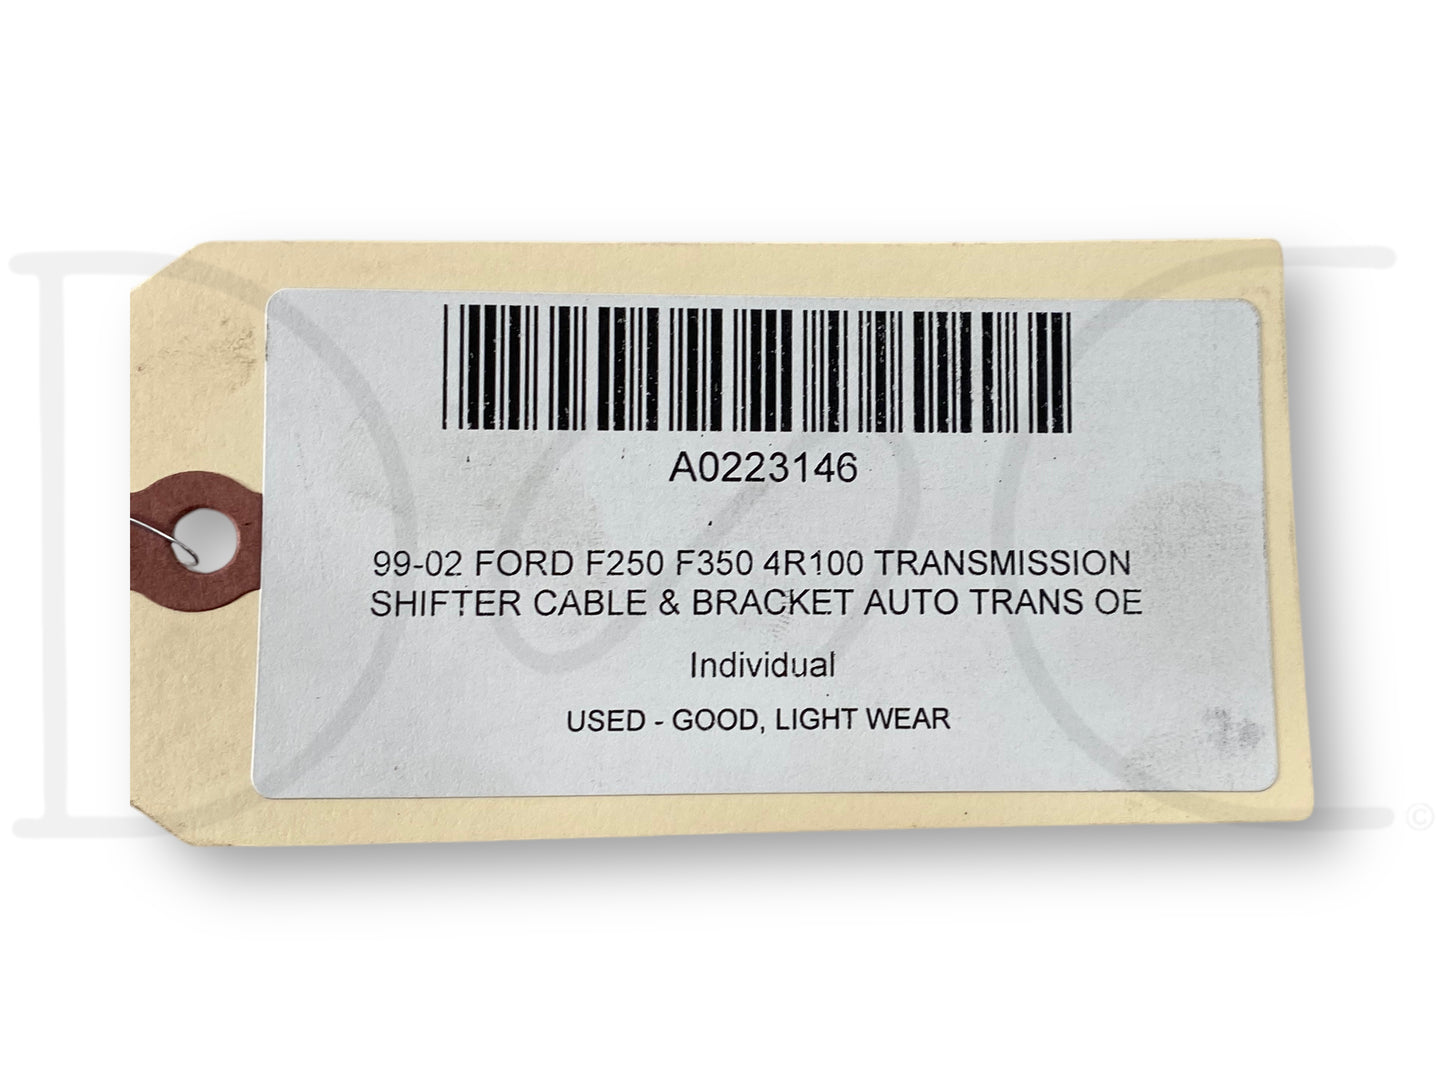 A0223146
99-02 FORD F250 F350 4R100 TRANSMISSION
SHIFTER CABLE & BRACKET AUTO TRANS OE
Individual
USED - GOOD, LIGHT WEAR
©